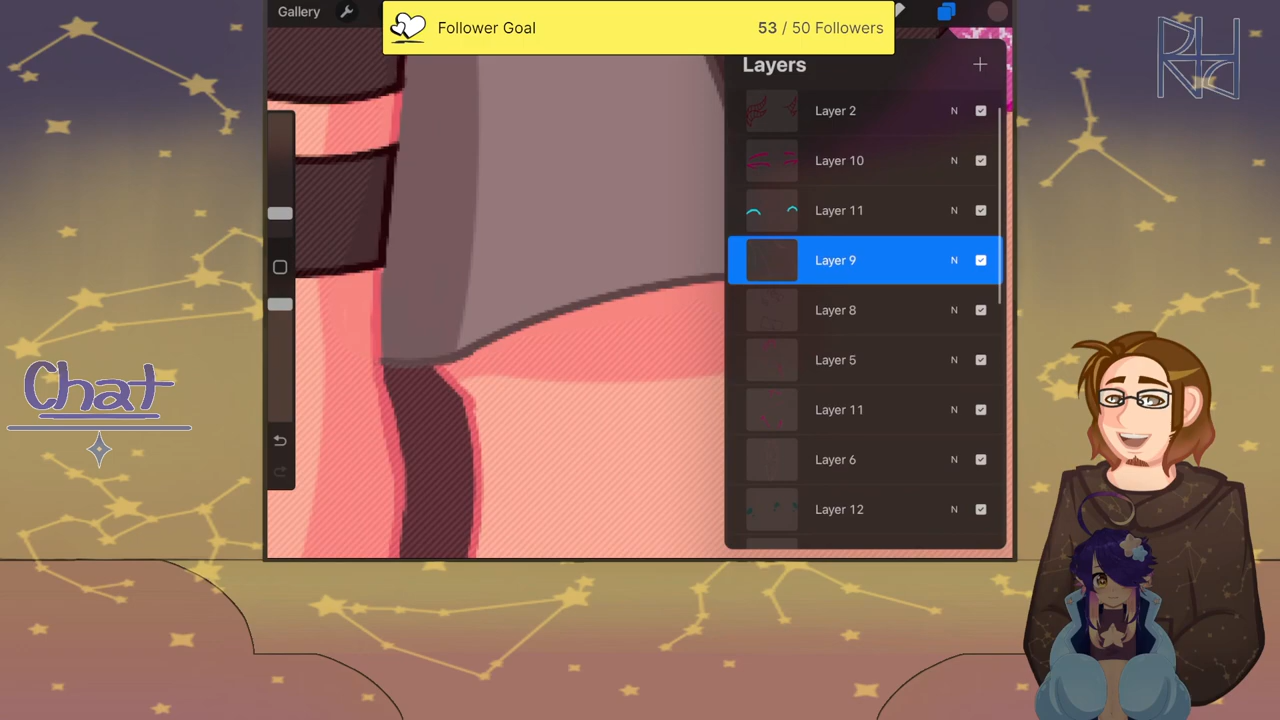 Gallery
Follower Goal
53 / 50 Followers
Layers
Layer 2 N
Layer 10 N
Layer 11 N
Layer 9 N
Layer 8 N
Layer 5 N
Layer 11 N
Layer 6 N
Layer 12 N
Chat